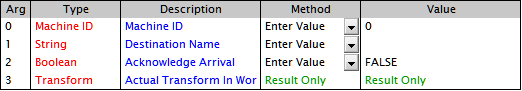 Arg Type Description Method Value
0 Machine ID Machine ID Enter Value 0
1 String Destination Name Enter Value
2 Boolean Acknowledge Arrival Enter Value FALSE
3 Transform Actual Transform In Wor Result Only Result Only